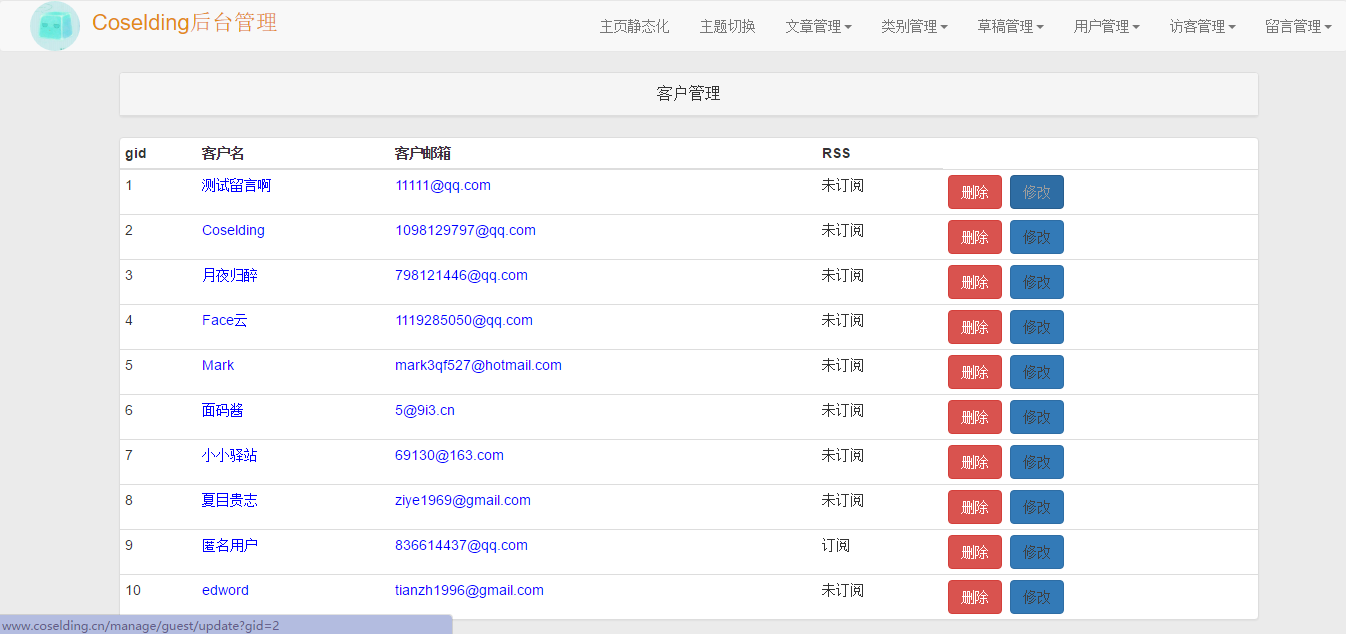 Coselding后台管理 主页静态化 主题切换 文章管理 类别管理 草稿管理 用户管理 访客管理 留言管理
客户管理
gid 客户名 客户邮箱 RSS
1 测试留言啊 11111@qq.com 未订阅 删除 修改
2 Coselding 1098129797@qq.com 未订阅 删除 修改
3 月夜归醉 798121446@qq.com 未订阅 删除 修改
4 Face云 1119285050@qq.com 未订阅 删除 修改
5 Mark mark3qf527@hotmail.com 未订阅 删除 修改
6 面码酱 5@9i3.cn 未订阅 删除 修改
7 小小驿站 69130@163.com 未订阅 删除 修改
8 夏目贵志 ziye1969@gmail.com 未订阅 删除 修改
9 匿名用户 836614437@qq.com 订阅 删除 修改
10 edword tianzh1996@gmail.com 未订阅 删除 修改
www.coselding.cn/manage/guest/update?gid=2